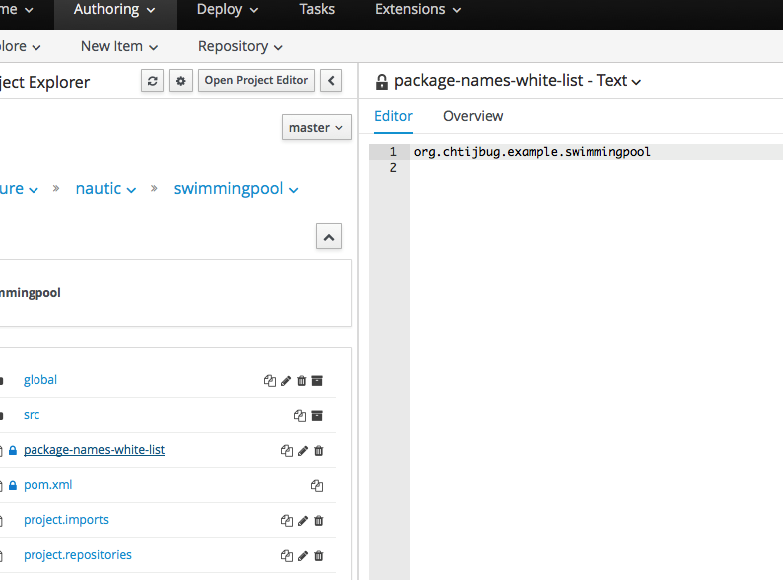 me Authoring Deploy Tasks Extensions
lore New Item Repository
ject Explorer Open Project Editor
master
ure » nautic » swimmingpool
mmingpool
global
src
package-names-white-list
pom.xml
project.imports
project.repositories
package-names-white-list - Text
Editor Overview
1 org.chtijbug.example.swimmingpool
2